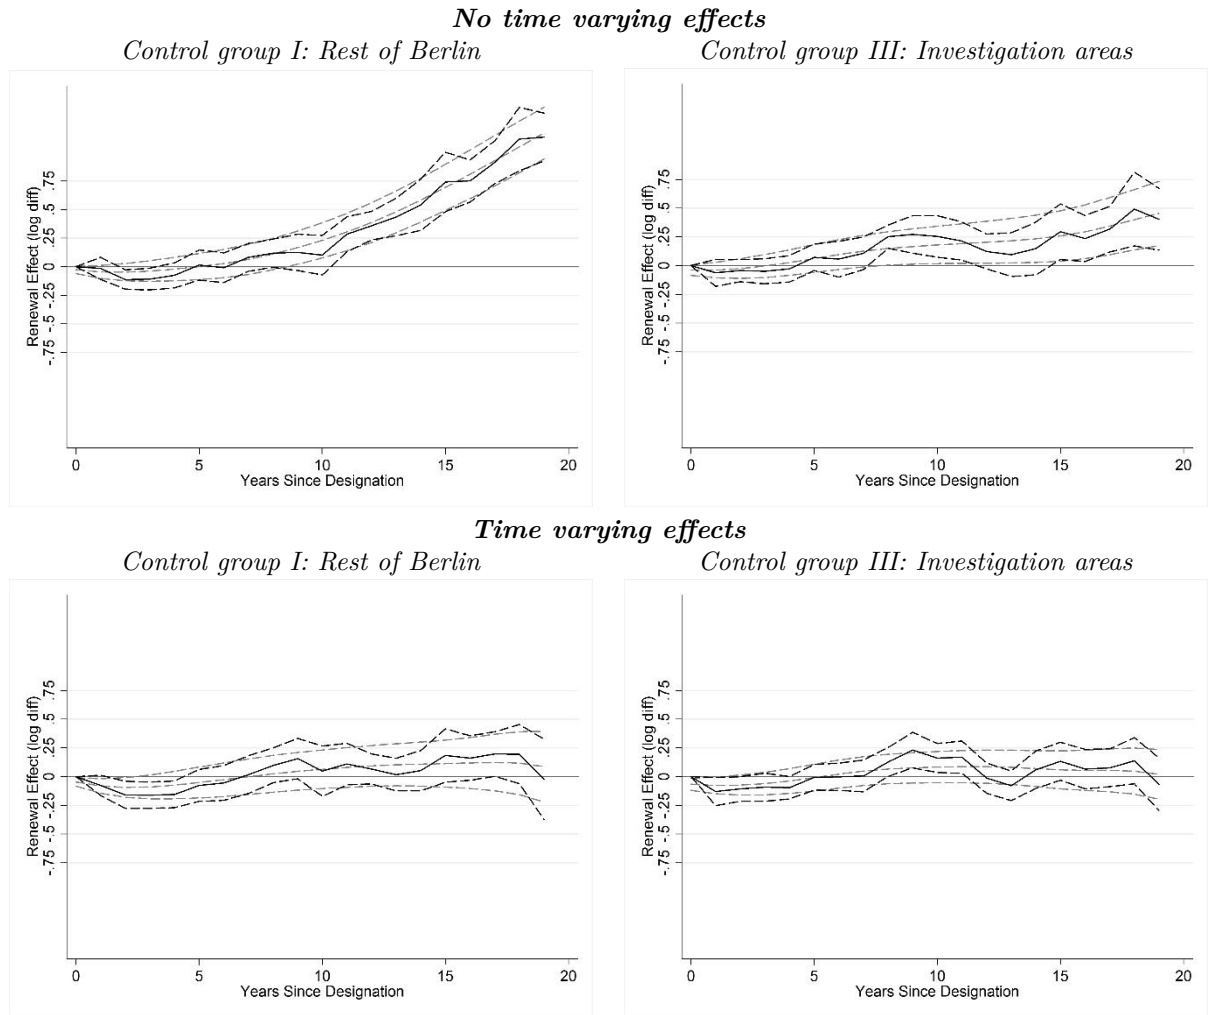 No time varying effects
Control group I: Rest of Berlin
Control group III: Investigation areas
Renewal Effect (log diff)
.75
.5
.25
0
-.25
-.5
-.75
0 5 10 15 20
Years Since Designation
Renewal Effect (log diff)
.75
.5
.25
0
-.25
-.5
-.75
0 5 10 15 20
Years Since Designation
Time varying effects
Control group I: Rest of Berlin
Control group III: Investigation areas
Renewal Effect (log diff)
.75
.5
.25
0
-.25
-.5
-.75
0 5 10 15 20
Years Since Designation
Renewal Effect (log diff)
.75
.5
.25
0
-.25
-.5
-.75
0 5 10 15 20
Years Since Designation